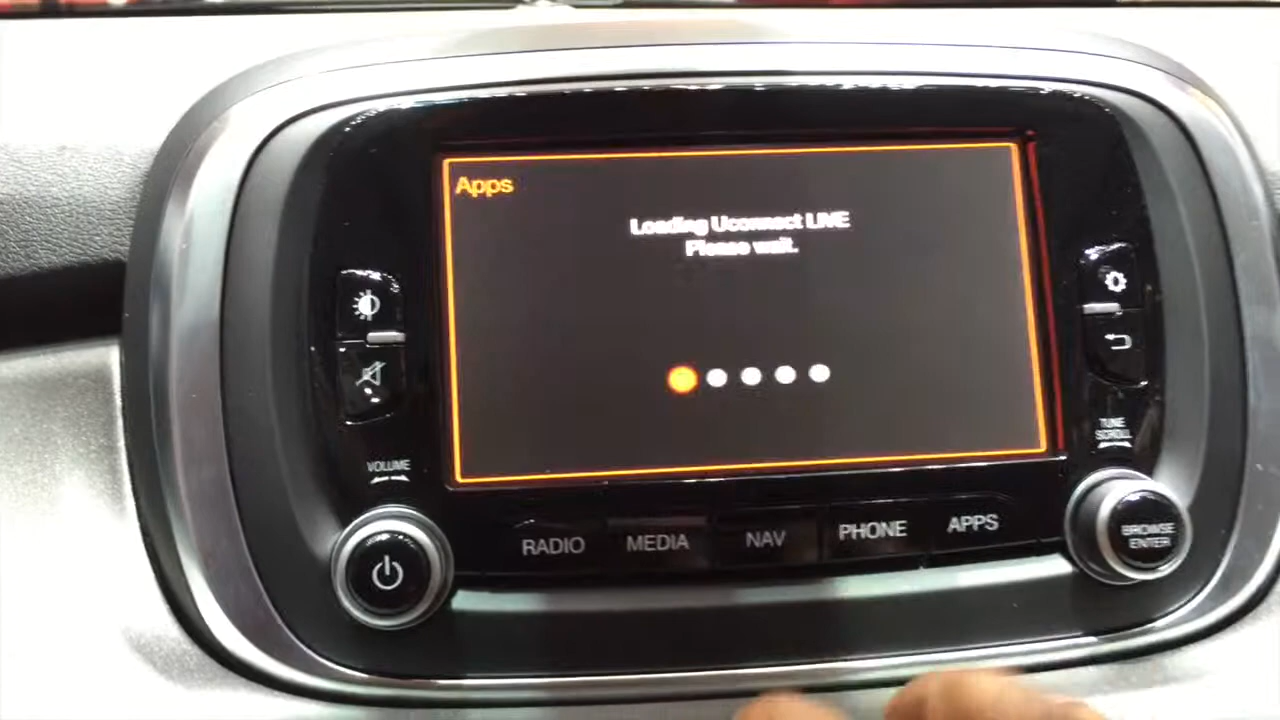 Apps
Loading Uconnect LIVE
Please wait.
VOLUME
TUNE
SCROLL
RADIO
MEDIA
NAV
PHONE
APPS
BROWSE
ENTER